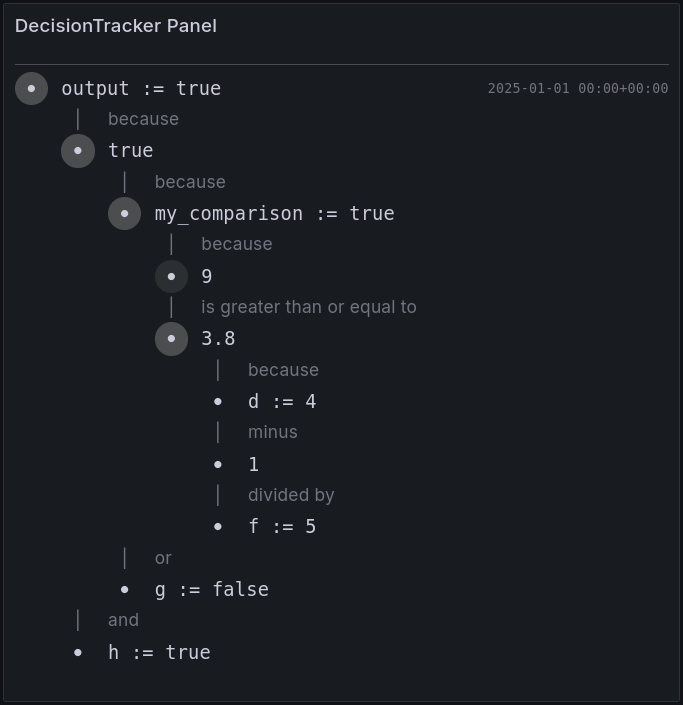 DecisionTracker Panel
output := true 2025-01-01 00:00+00:00
because
true
because
my_comparison := true
because
9
is greater than or equal to
3.8
because
d := 4
minus
1
divided by
f := 5
or
g := false
and
h := true